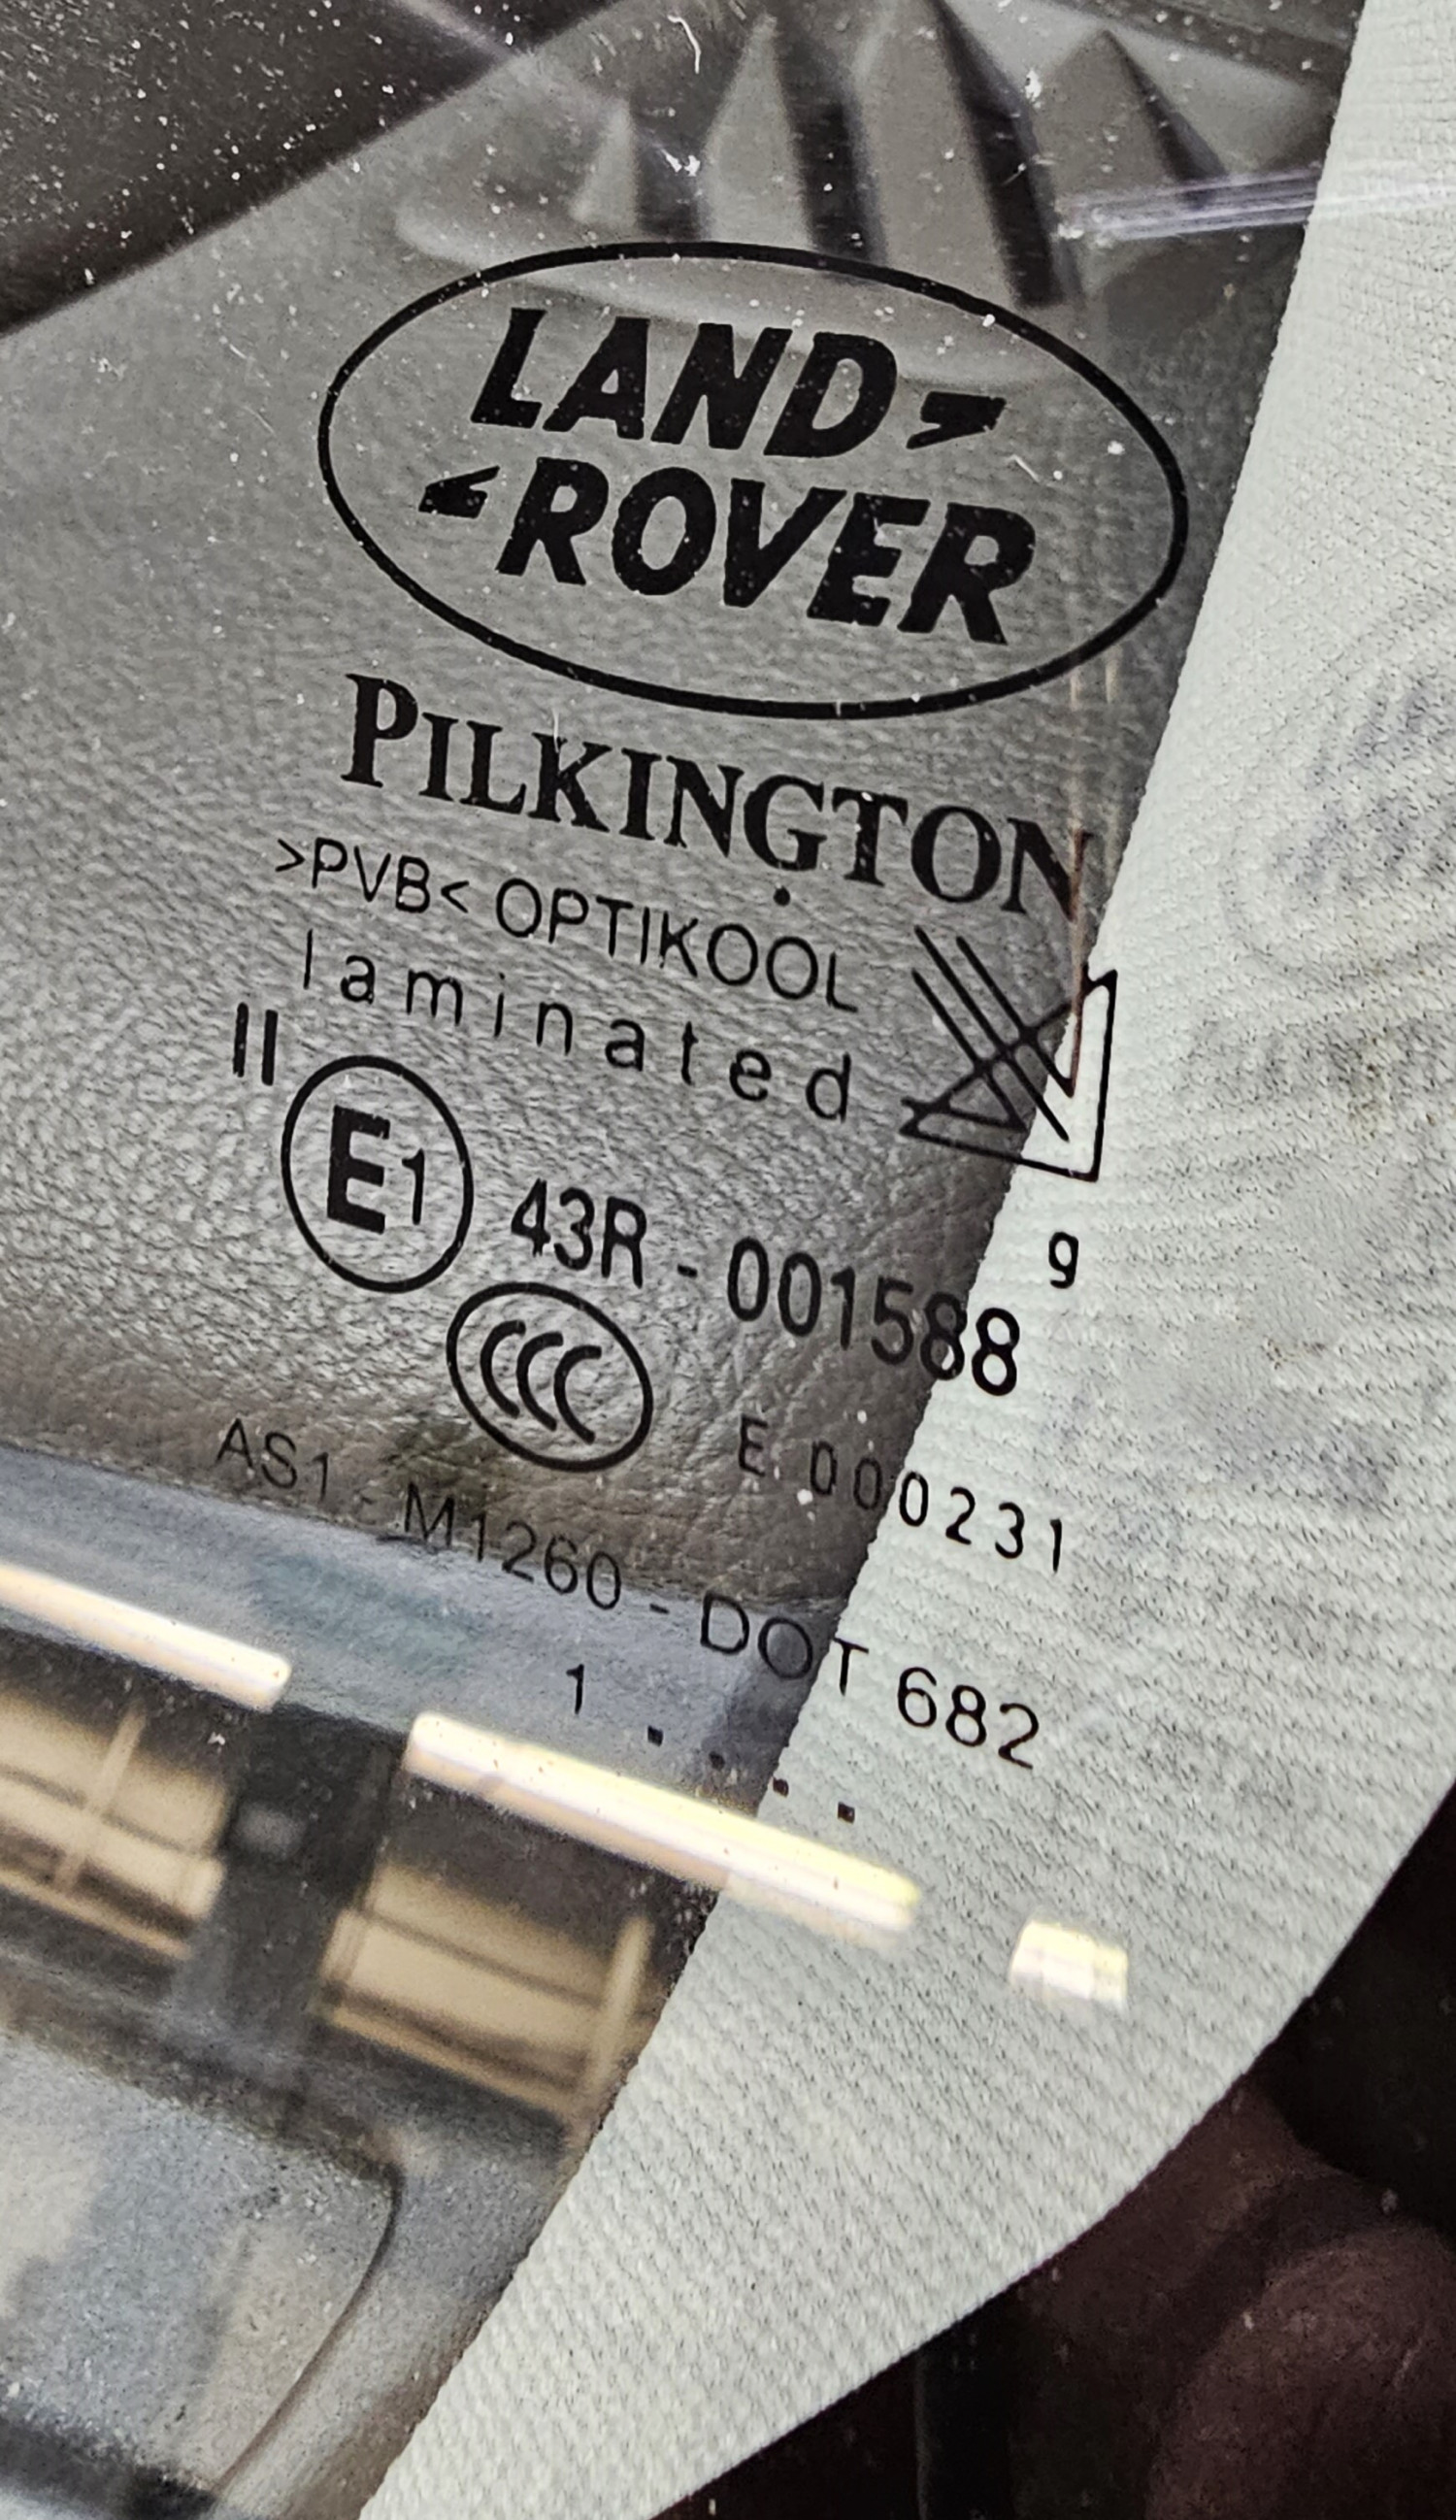 LAND
ROVER
PILKINGTON
>PVB< OPTIKOOL
laminated
II
E1 43R - 001588
9
CCC E 000231
AS1 - M1260 - DOT 682
1 . . . .